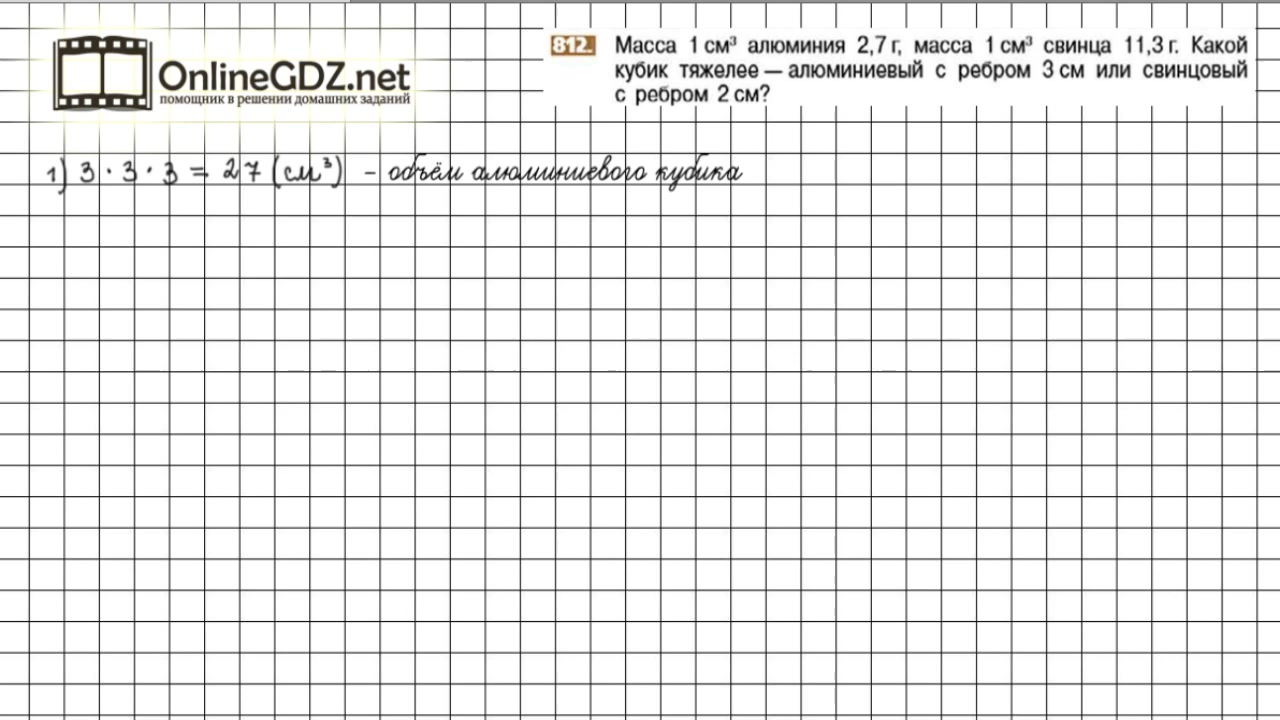 OnlineGDZ.net
помощник в решении домашних заданий
812. Масса 1 см³ алюминия 2,7 г, масса 1 см³ свинца 11,3 г. Какой
кубик тяжелее — алюминиевый с ребром 3 см или свинцовый
с ребром 2 см?
1) 3 · 3 · 3 = 27 (см³) - объём алюминиевого кубика